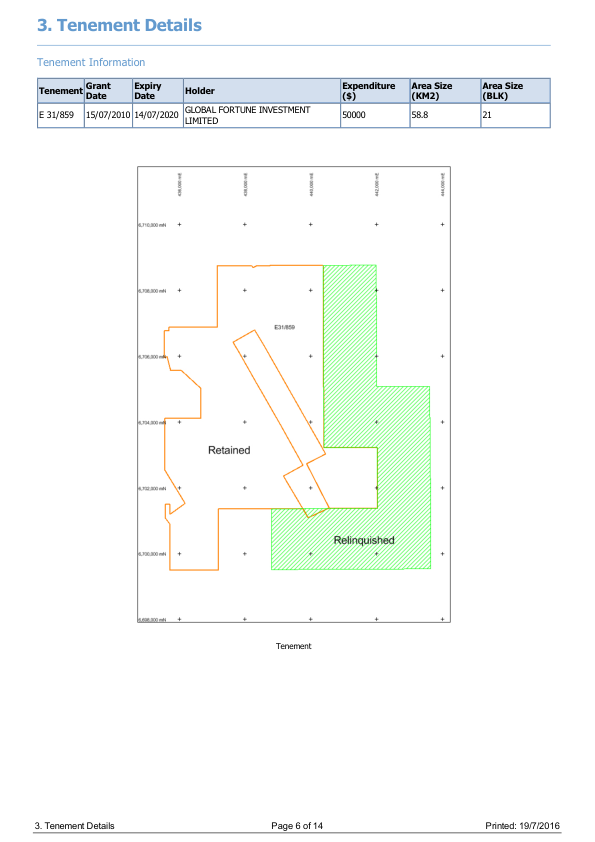 3. Tenement Details
Tenement Information
Tenement Grant Date Expiry Date Holder Expenditure ($) Area Size (KM2) Area Size (BLK)
E 31/859 15/07/2010 14/07/2020 GLOBAL FORTUNE INVESTMENT LIMITED 50000 58.8 21
436,000 mE 438,000 mE 440,000 mE 442,000 mE 444,000 mE
6,710,000 mN
6,708,000 mN
E31/859
6,706,000 mN
6,704,000 mN
Retained
6,702,000 mN
Relinquished
6,700,000 mN
6,698,000 mN
Tenement
3. Tenement Details Page 6 of 14 Printed: 19/7/2016